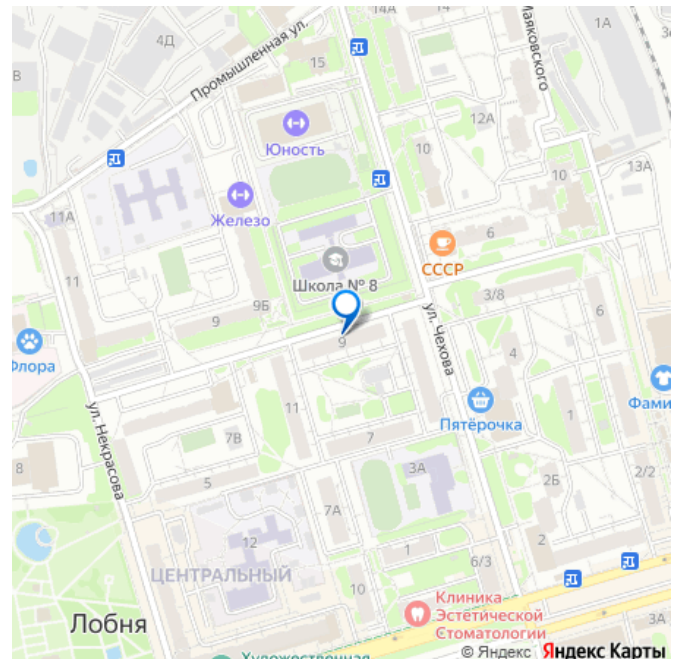 14А
1А
4Д
15
Промышленная ул.
Маяковского
12А
Юность
10
13А
10
11А
Железо
6
СССР
Школа № 8
11
9Б
9
3/8
6
Флора
9
ул. Чехова
4
Пятёрочка
Фами
ул. Некрасова
11
1
7В
7
8
5
3А
2Б
2/2
7А
12
1
6/3
2
ЦЕНТРАЛЬНЫЙ
10
Клиника
Эстетической
Стоматологии
3А
Лобня
Художественная
© Яндекс Яндекс Карты